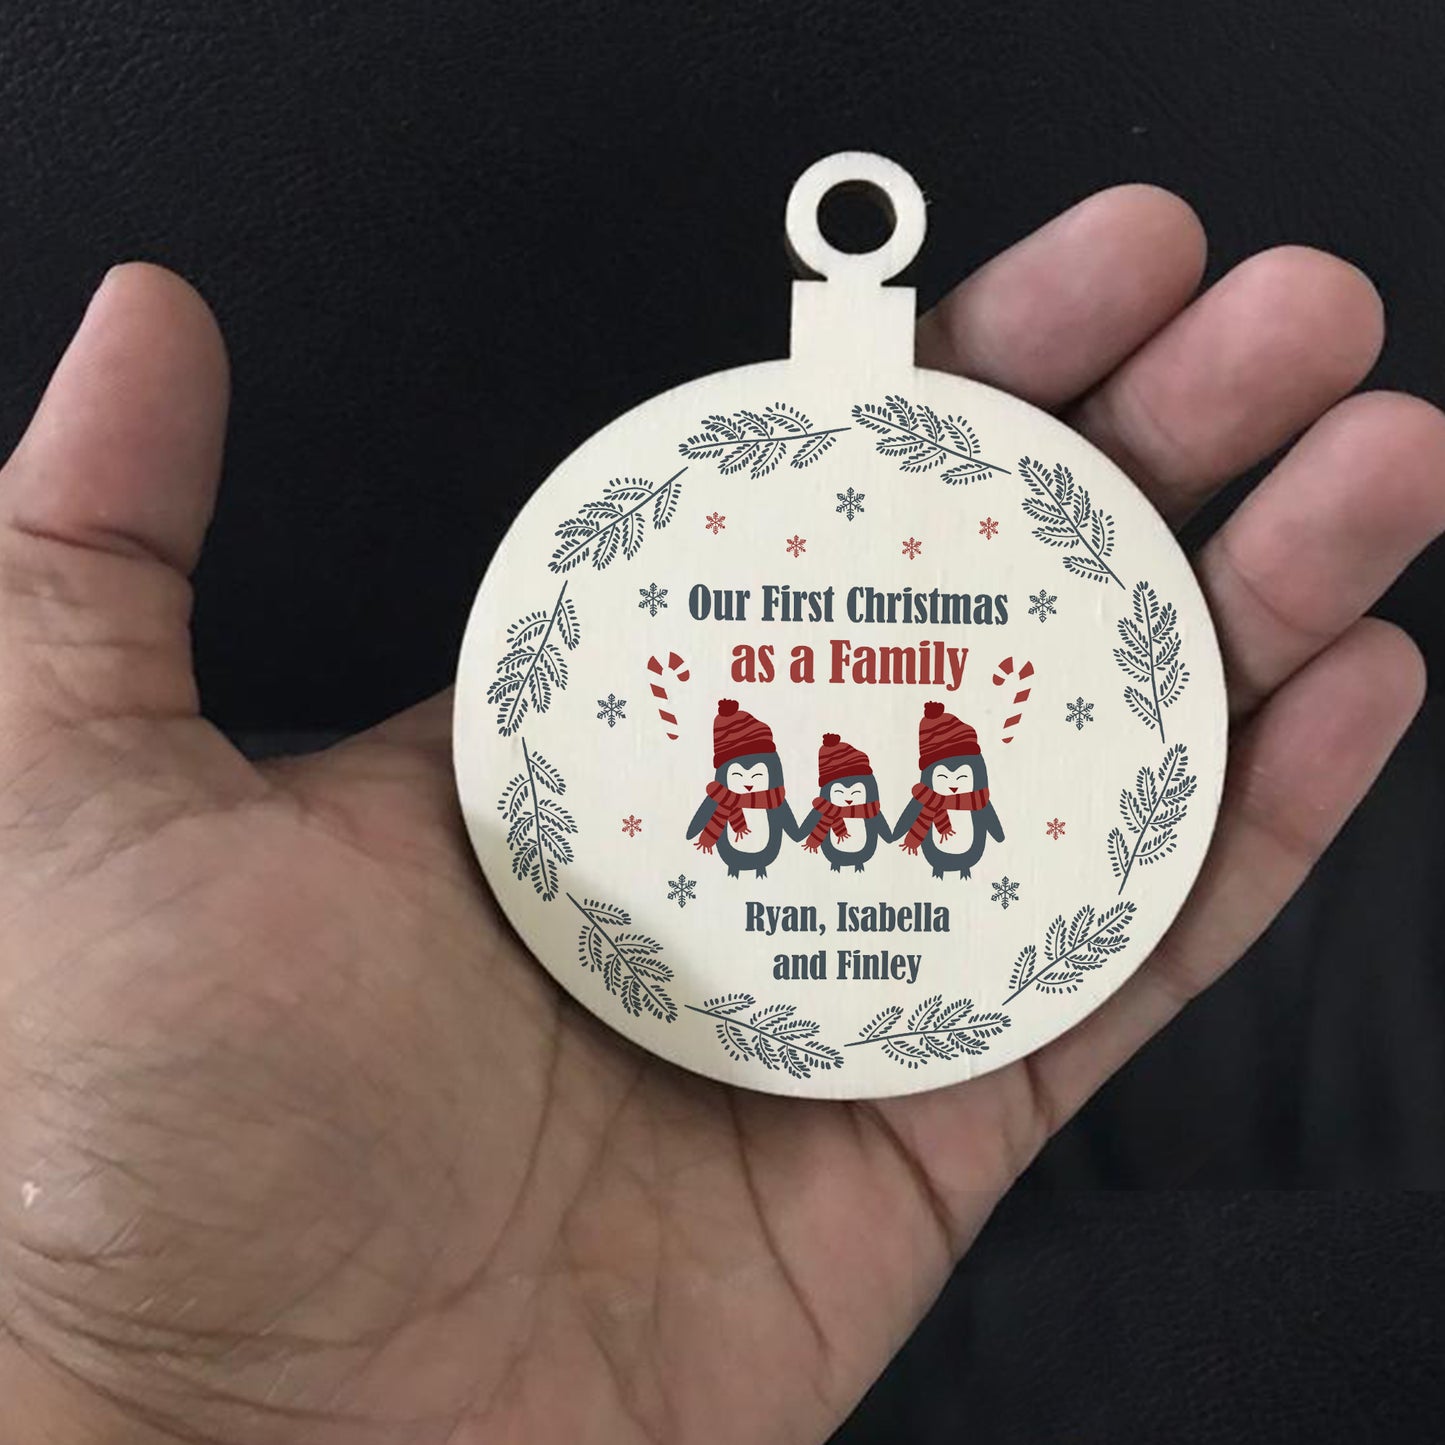 Our First Christmas
as a Family
Ryan, Isabella
and Finley